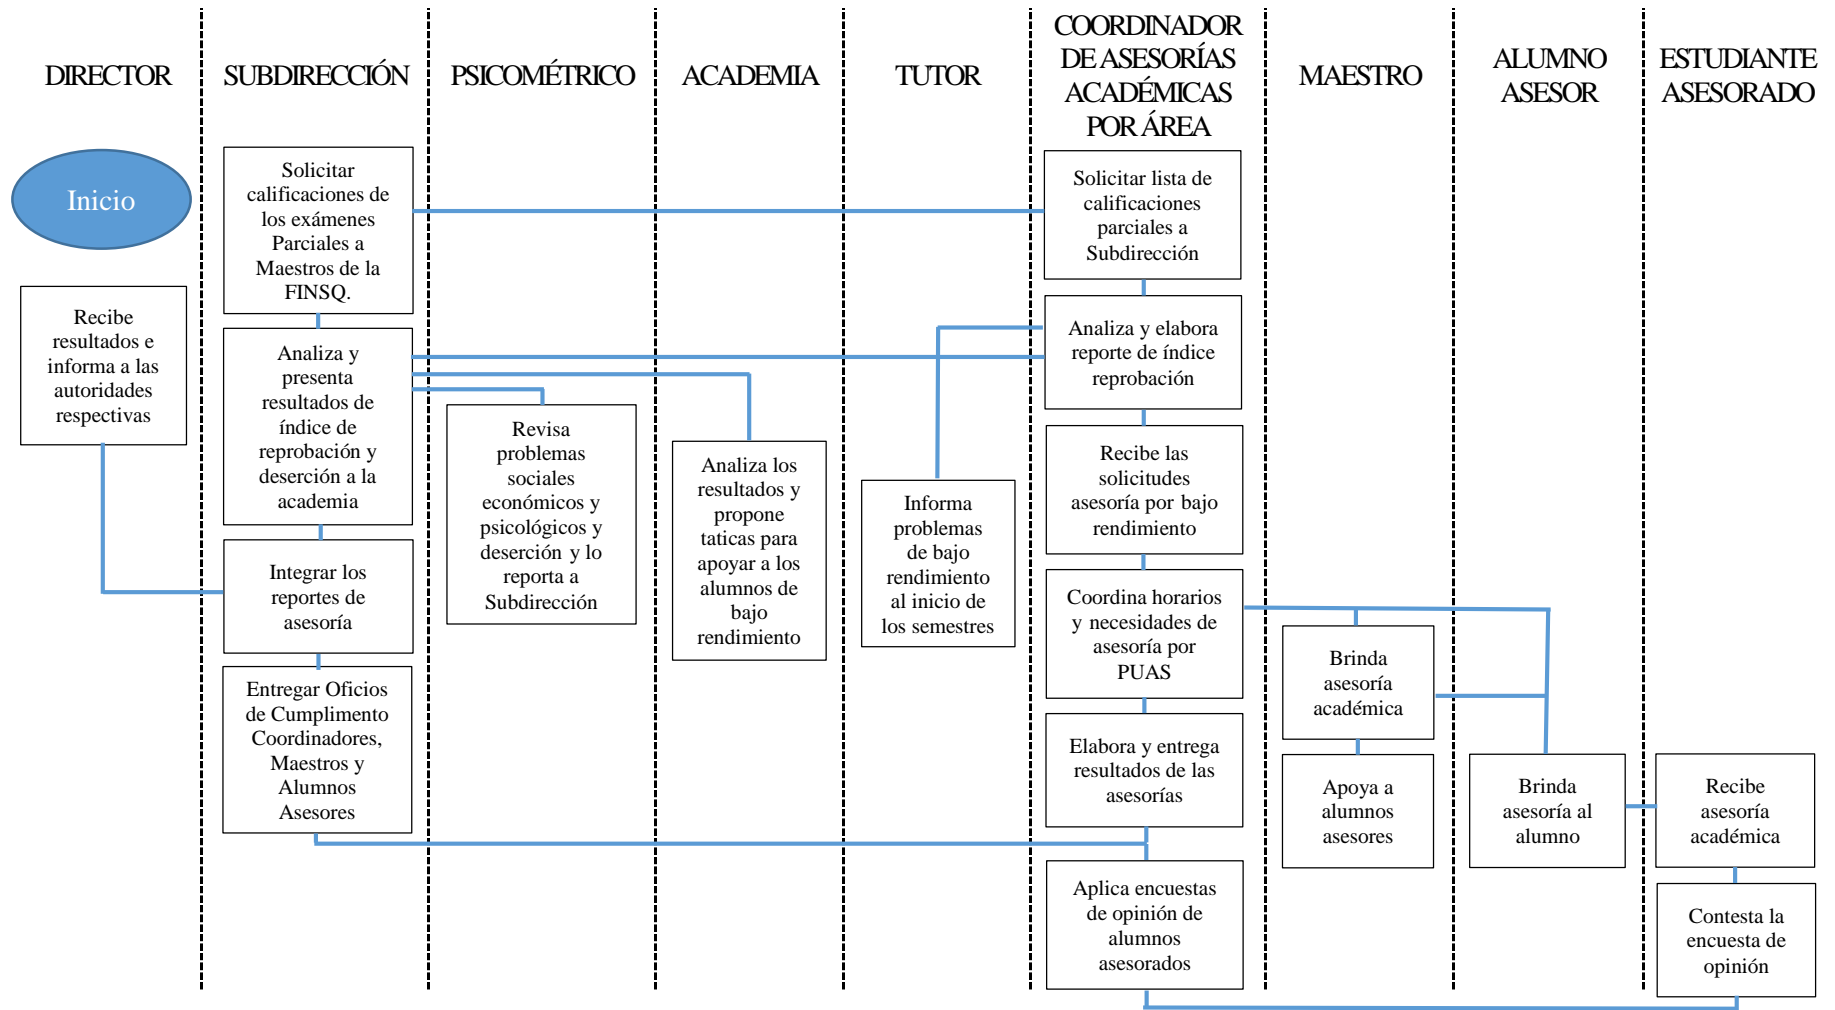 DIRECTOR
SUBDIRECCIÓN
PSICOMÉTRICO
ACADEMIA
TUTOR
COORDINADOR
DE ASESORÍAS
ACADÉMICAS
POR ÁREA
MAESTRO
ALUMNO
ASESOR
ESTUDIANTE
ASESORADO
Inicio
Recibe
resultados e
informa a las
autoridades
respectivas
Solicitar
calificaciones de
los exámenes
Parciales a
Maestros de la
FINSQ.
Analiza y
presenta
resultados de
índice de
reprobación y
deserción a la
academia
Integrar los
reportes de
asesoría
Entregar Oficios
de Cumplimento
Coordinadores,
Maestros y
Alumnos
Asesores
Revisa
problemas
sociales
económicos y
psicológicos y
deserción y lo
reporta a
Subdirección
Analiza los
resultados y
propone
taticas para
apoyar a los
alumnos de
bajo
rendimiento
Informa
problemas
de bajo
rendimiento
al inicio de
los semestres
Solicitar lista de
calificaciones
parciales a
Subdirección
Analiza y elabora
reporte de índice
reprobación
Recibe las
solicitudes
asesoría por bajo
rendimiento
Coordina horarios
y necesidades de
asesoría por
PUAS
Elabora y entrega
resultados de las
asesorías
Aplica encuestas
de opinión de
alumnos
asesorados
Brinda
asesoría
académica
Apoya a
alumnos
asesores
Brinda
asesoría al
alumno
Recibe
asesoría
académica
Contesta la
encuesta de
opinión